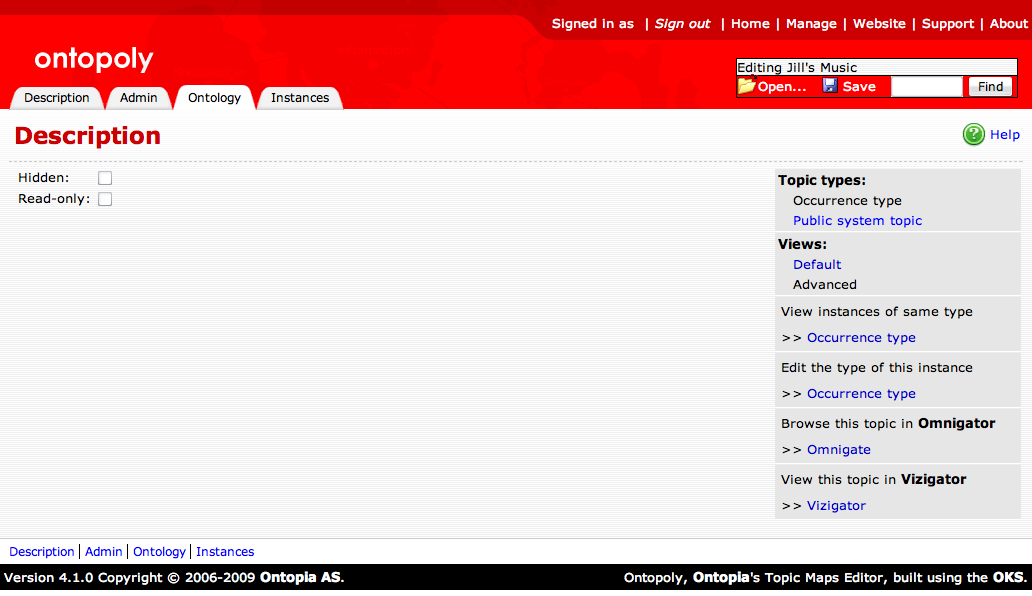 Signed in as | Sign out | Home | Manage | Website | Support | About
ontopoly
Editing Jill's Music
Open... Save Find
Description Admin Ontology Instances
Description
Help
Hidden:
Read-only:
Topic types:
Occurrence type
Public system topic
Views:
Default
Advanced
View instances of same type
>> Occurrence type
Edit the type of this instance
>> Occurrence type
Browse this topic in Omnigator
>> Omnigate
View this topic in Vizigator
>> Vizigator
Description | Admin | Ontology | Instances
Version 4.1.0 Copyright © 2006-2009 Ontopia AS.
Ontopoly, Ontopia's Topic Maps Editor, built using the OKS.